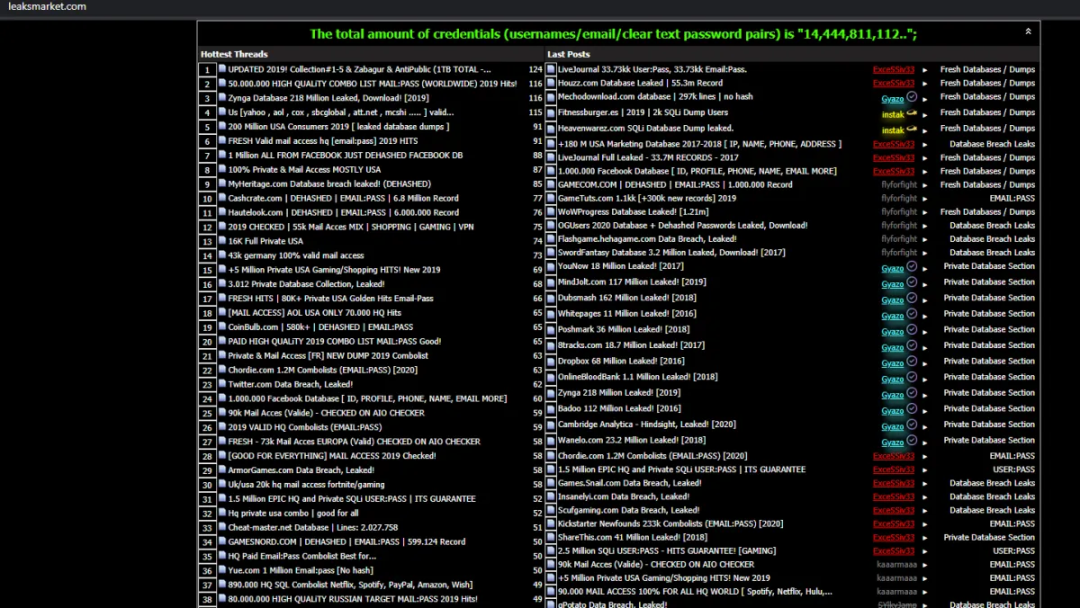 leaksmarket.com
The total amount of credentials (usernames/email/clear text password pairs) is "14,444,811,112..";
Hottest Threads Last Posts
1 UPDATED 2019! Collection#1-5 & Zabagur & AntiPublic (1TB TOTAL -... 124 LiveJournal 33.73kk User:Pass, 33.73kk Email:Pass. ExceSSiv33 Fresh Databases / Dumps
2 50.000.000 HIGH QUALITY COMBO LIST MAIL:PASS (WORLDWIDE) 2019 Hits! 116 Houzz.com Database Leaked | 55.3m Record ExceSSiv33 Fresh Databases / Dumps
3 Zynga Database 218 Million Leaked, Download! [2019] 116 Mechodownload.com database | 297k lines | no hash Gyazo Fresh Databases / Dumps
4 Us [yahoo , aol , cox , sbcglobal , att.net , mchsi ..... ] valid... 115 Fitnessburger.es | 2019 | 2k SQLi Dump Users instak Fresh Databases / Dumps
5 200 Million USA Consumers 2019 [ leaked database dumps ] 91 Heavenwarez.com SQLi Database Dump leaked. instak Fresh Databases / Dumps
6 FRESH Valid mail access hq [email:pass] 2019 HITS 91 +180 M USA Marketing Database 2017-2018 [ IP, NAME, PHONE, ADDRESS ] ExceSSiv33 Database Breach Leaks
7 1 Million ALL FROM FACEBOOK JUST DEHASHED FACEBOOK DB 88 LiveJournal Full Leaked - 33.7M RECORDS - 2017 ExceSSiv33 Fresh Databases / Dumps
8 100% Private & Mail Access MOSTLY USA 87 1.000.000 Facebook Database [ ID, PROFILE, PHONE, NAME, EMAIL MORE] ExceSSiv33 Fresh Databases / Dumps
9 MyHeritage.com Database breach leaked! (DEHASHED) 85 GAMECOM.COM | DEHASHED | EMAIL:PASS | 1.000.000 Record flyforfight Fresh Databases / Dumps
10 Cashcrate.com | DEHASHED | EMAIL:PASS | 6.8 Million Record 77 GameTuts.com 1.1kk [+300k new records] 2019 flyforfight EMAIL:PASS
11 Hautelook.com | DEHASHED | EMAIL:PASS | 6.000.000 Record 76 WoWProgress Database Leaked! [1.21m] flyforfight Fresh Databases / Dumps
12 2019 CHECKED | 55k Mail Acces MIX | SHOPPING | GAMING | VPN 75 OGUsers 2020 Database + Dehashed Passwords Leaked, Download! flyforfight Database Breach Leaks
13 16K Full Private USA 74 Flashgame.hehagame.com Data Breach, Leaked! flyforfight Database Breach Leaks
14 43k germany 100% valid mail access 73 SwordFantasy Database 3.2 Million Leaked, Download! [2017] flyforfight Database Breach Leaks
15 +5 Million Private USA Gaming/Shopping HITS! New 2019 69 YouNow 18 Million Leaked! [2017] Gyazo Private Database Section
16 3.012 Private Database Collection, Leaked! 68 MindJolt.com 117 Million Leaked! [2019] Gyazo Private Database Section
17 FRESH HITS | 80K+ Private USA Golden Hits Email-Pass 66 Dubsmash 162 Million Leaked! [2018] Gyazo Private Database Section
18 [MAIL ACCESS] AOL USA ONLY 70.000 HQ Hits 65 Whitepages 11 Million Leaked! [2016] Gyazo Private Database Section
19 CoinBulb.com | 580k+ | DEHASHED | EMAIL:PASS 65 Poshmark 36 Million Leaked! [2018] Gyazo Private Database Section
20 PAID HIGH QUALiTY 2019 COMBO LIST MAIL:PASS Good! 65 8tracks.com 18.7 Million Leaked! [2017] Gyazo Private Database Section
21 Private & Mail Access [FR] NEW DUMP 2019 Combolist 63 Dropbox 68 Million Leaked! [2016] Gyazo Private Database Section
22 Chordie.com 1.2M Combolists (EMAIL:PASS) [2020] 63 OnlineBloodBank 1.1 Million Leaked! [2018] Gyazo Private Database Section
23 Twitter.com Data Breach, Leaked! 62 Zynga 218 Million Leaked! [2019] Gyazo Private Database Section
24 1.000.000 Facebook Database [ ID, PROFILE, PHONE, NAME, EMAIL MORE] 60 Badoo 112 Million Leaked! [2016] Gyazo Private Database Section
25 90k Mail Acces (Valide) - CHECKED ON AIO CHECKER 59 Cambridge Analytica - Hindsight, Leaked! [2020] Gyazo Private Database Section
26 2019 VALID HQ Combolists (EMAIL:PASS) 59 Wanelo.com 23.2 Million Leaked! [2018] Gyazo Private Database Section
27 FRESH - 73k Mail Acces EUROPA (Valid) CHECKED ON AIO CHECKER 58 Chordie.com 1.2M Combolists (EMAIL:PASS) [2020] ExceSSiv33 EMAIL:PASS
28 [GOOD FOR EVERYTHING] MAIL ACCESS 2019 Checked! 58 1.5 Million EPIC HQ and Private SQLi USER:PASS | ITS GUARANTEE ExceSSiv33 USER:PASS
29 ArmorGames.com Data Breach, Leaked! 58 Games.Snail.com Data Breach, Leaked! ExceSSiv33 Database Breach Leaks
30 Uk/usa 20k hq mail access fortnite/gaming 58 Insanelyi.com Data Breach, Leaked! ExceSSiv33 Database Breach Leaks
31 1.5 Million EPIC HQ and Private SQLi USER:PASS | ITS GUARANTEE 52 Scufgaming.com Data Breach, Leaked! ExceSSiv33 Database Breach Leaks
32 Hq private usa combo | good for all 52 Kickstarter Newfounds 233k Combolists (EMAIL:PASS) [2020] ExceSSiv33 EMAIL:PASS
33 Cheat-master.net Database | Lines: 2.027.758 51 ShareThis.com 41 Million Leaked! [2018] ExceSSiv33 Private Database Section
34 GAMESNORD.COM | DEHASHED | EMAIL:PASS | 599.124 Record 50 2.5 Million SQLi USER:PASS - HITS GUARANTEE! [GAMING] ExceSSiv33 USER:PASS
35 HQ Paid Email:Pass Combolist Best for... 50 90k Mail Acces (Valide) - CHECKED ON AIO CHECKER kaaarmaaa EMAIL:PASS
36 Yue.com 1 Million Email:pass [No hash] 50 +5 Million Private USA Gaming/Shopping HITS! New 2019 kaaarmaaa EMAIL:PASS
37 890.000 HQ SQL Combolist Netflix, Spotify, PayPal, Amazon, Wish] 49 90.000 MAIL ACCESS 100% FOR ALL HQ WORLD [ Spotify, Netflix, Hulu,... kaaarmaaa EMAIL:PASS
38 80.000.000 HIGH QUALITY RUSSIAN TARGET MAIL:PASS 2019 Hits! 49 gPotato Data Breach, Leaked! Database Breach Leaks